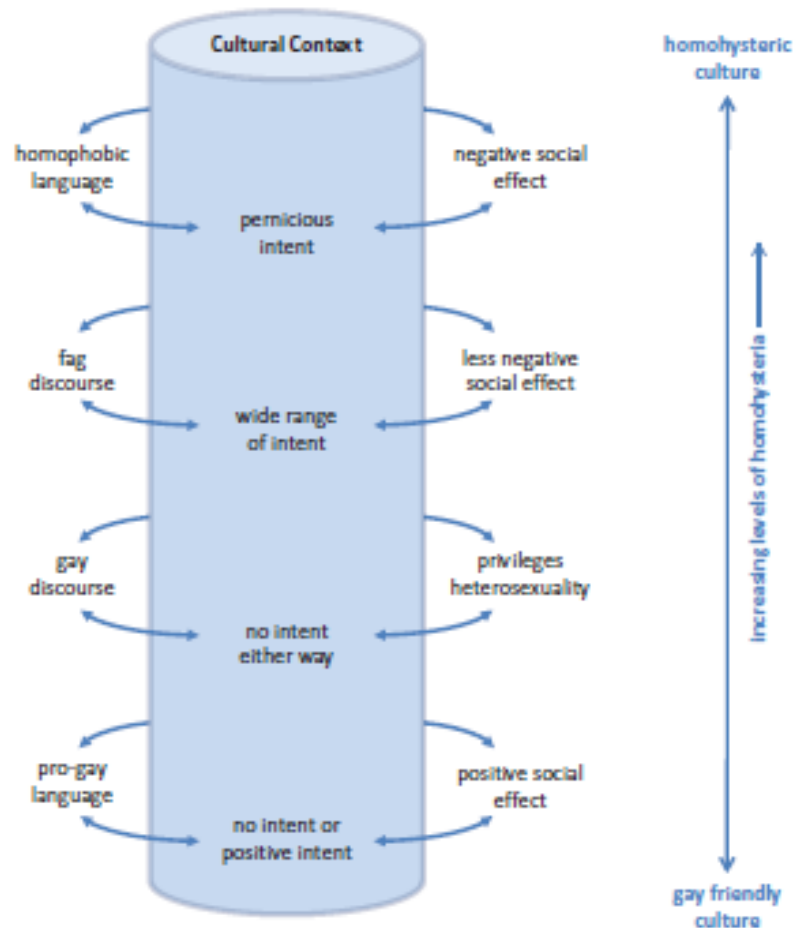 Cultural Context
homohysteric
culture
homophobic
language
negative social
effect
pernicious
intent
fag
discourse
less negative
social effect
wide range
of intent
increasing levels of homohysteria
gay
discourse
privileges
heterosexuality
no intent
either way
pro-gay
language
positive social
effect
no intent or
positive intent
gay friendly
culture